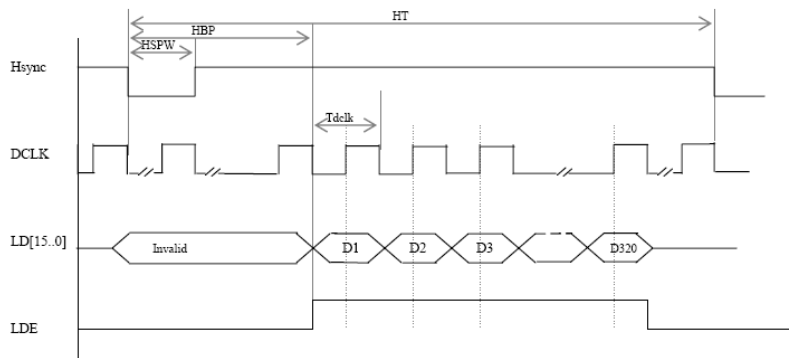 HT
HBP
HSPW
Hsync
Tdclk
DCLK
LD[15..0]
Invalid
D1
D2
D3
D320
LDE